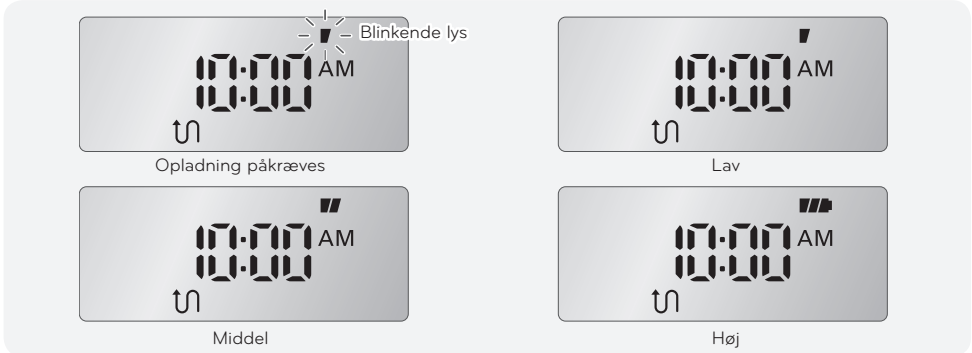 Blinkende lys
10:00 AM
Opladning påkræves
10:00 AM
Lav
10:00 AM
Middel
10:00 AM
Høj